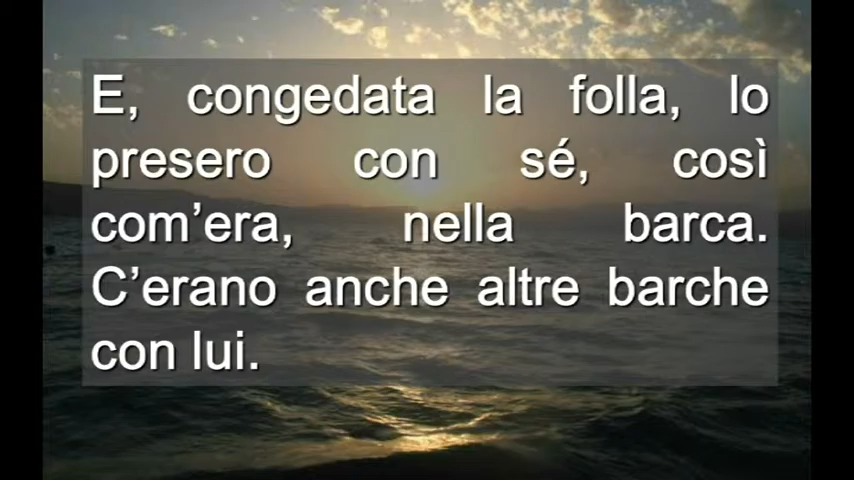 E, congedata la folla, lo
presero con sé, così
com’era, nella barca.
C’erano anche altre barche
con lui.